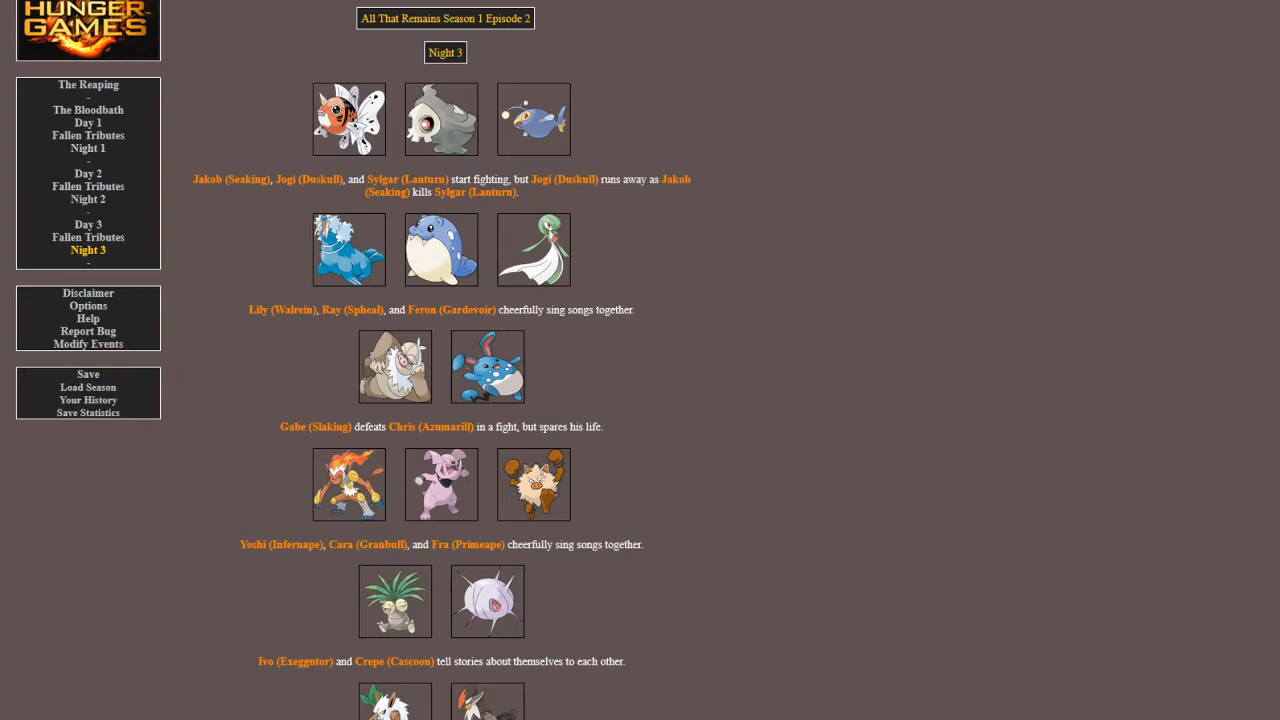 HUNGER
GAMES
The Reaping
-
The Bloodbath
Day 1
Fallen Tributes
Night 1
-
Day 2
Fallen Tributes
Night 2
-
Day 3
Fallen Tributes
Night 3
-
Disclaimer
Options
Help
Report Bug
Modify Events
Save
Load Season
Your History
Save Statistics
All That Remains Season 1 Episode 2
Night 3
Jakob (Seaking), Jogi (Duskull), and Sylgar (Lanturn) start fighting, but Jogi (Duskull) runs away as Jakob
(Seaking) kills Sylgar (Lanturn).
Lily (Walrein), Ray (Spheal), and Feron (Gardevoir) cheerfully sing songs together.
Gabe (Slaking) defeats Chris (Azumarill) in a fight, but spares his life.
Yoshi (Infernape), Cara (Granbull), and Fra (Primeape) cheerfully sing songs together.
Ivo (Exeggutor) and Crepe (Cascoon) tell stories about themselves to each other.